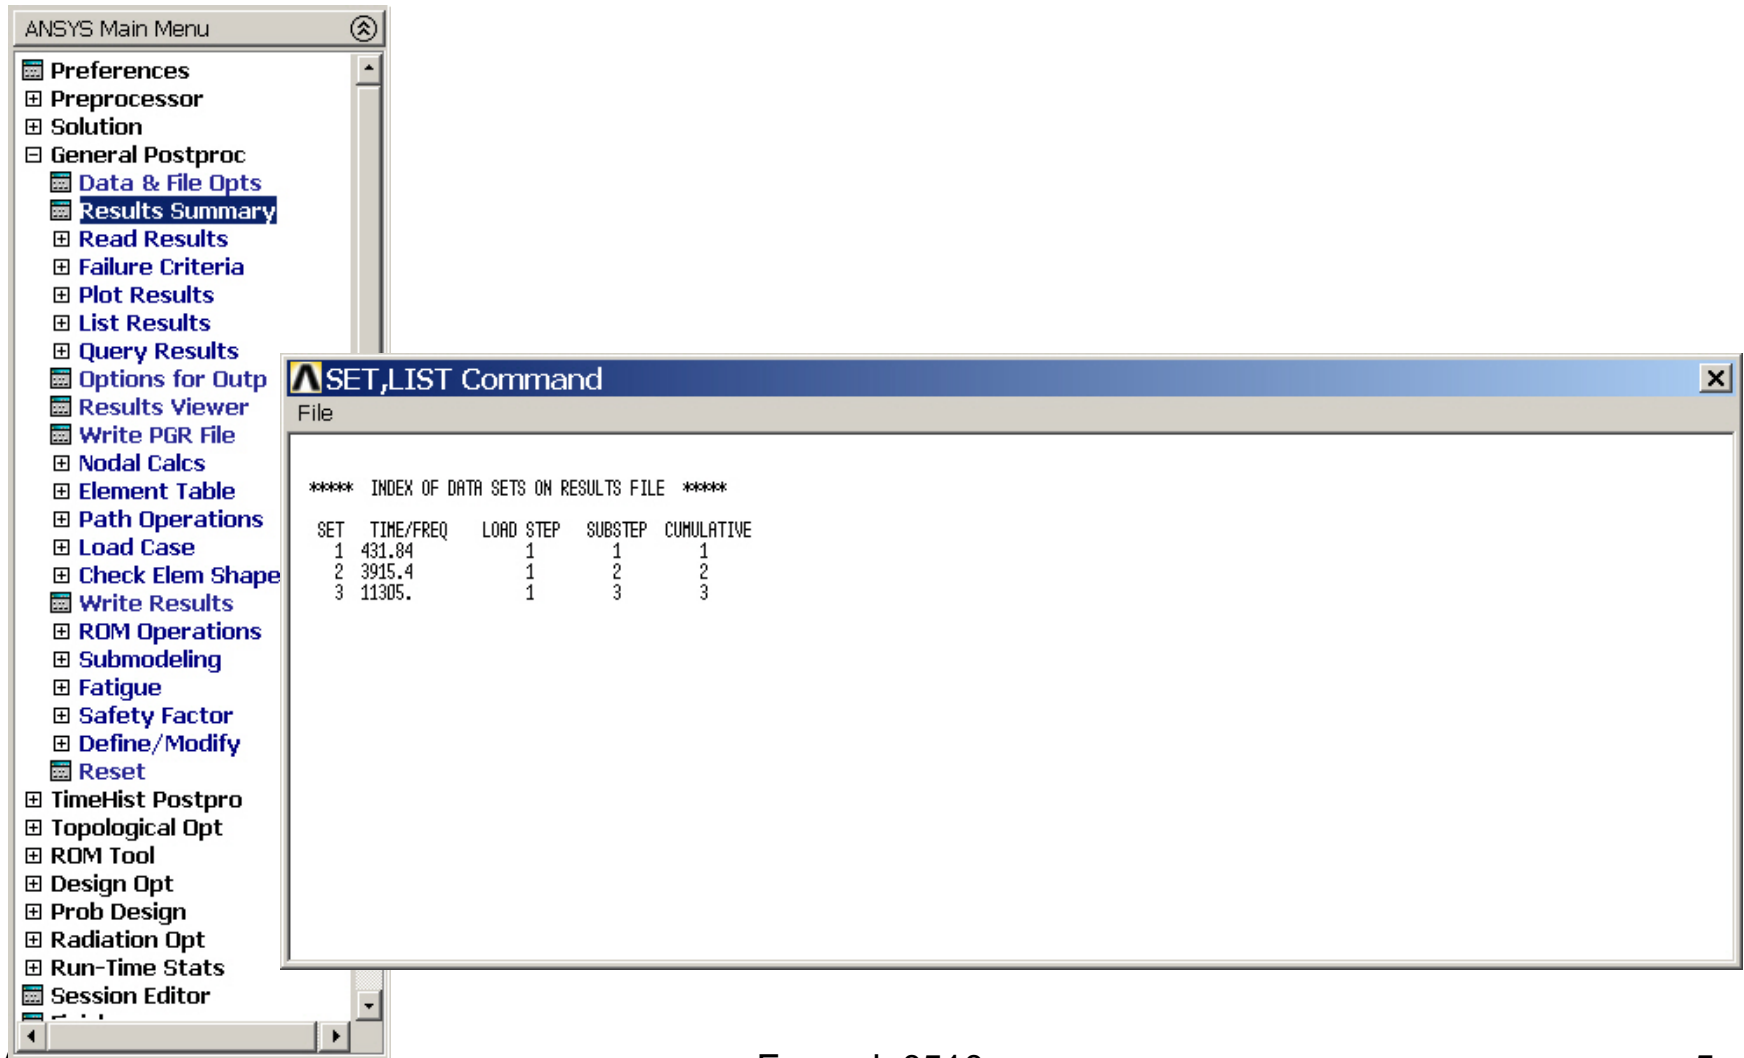 ANSYS Main Menu
Preferences
Preprocessor
Solution
General Postproc
Data & File Opts
Results Summary
Read Results
Failure Criteria
Plot Results
List Results
Query Results
Options for Outp
Results Viewer
Write PGR File
Nodal Calcs
Element Table
Path Operations
Load Case
Check Elem Shape
Write Results
ROM Operations
Submodeling
Fatigue
Safety Factor
Define/Modify
Reset
TimeHist Postpro
Topological Opt
ROM Tool
Design Opt
Prob Design
Radiation Opt
Run-Time Stats
Session Editor
SET,LIST Command
File
***** INDEX OF DATA SETS ON RESULTS FILE *****
SET TIME/FREQ LOAD STEP SUBSTEP CUMULATIVE
1 431.84 1 1 1
2 3915.4 1 2 2
3 11305. 1 3 3